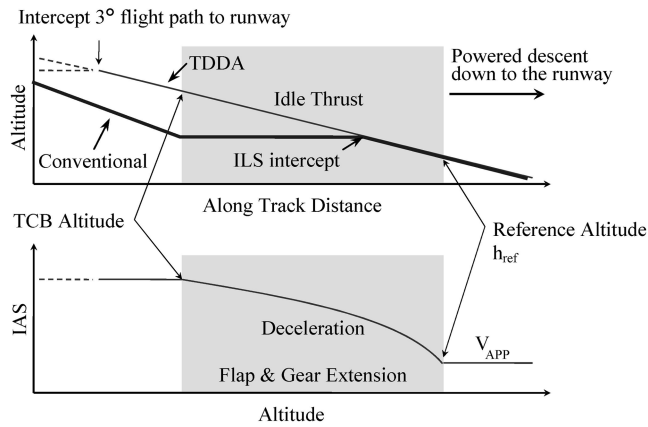 Intercept 3° flight path to runway
TDDA
Powered descent
down to the runway
Idle Thrust
Altitude
Conventional
ILS intercept
Along Track Distance
TCB Altitude
Reference Altitude
h_ref
IAS
Deceleration
V_APP
Flap & Gear Extension
Altitude